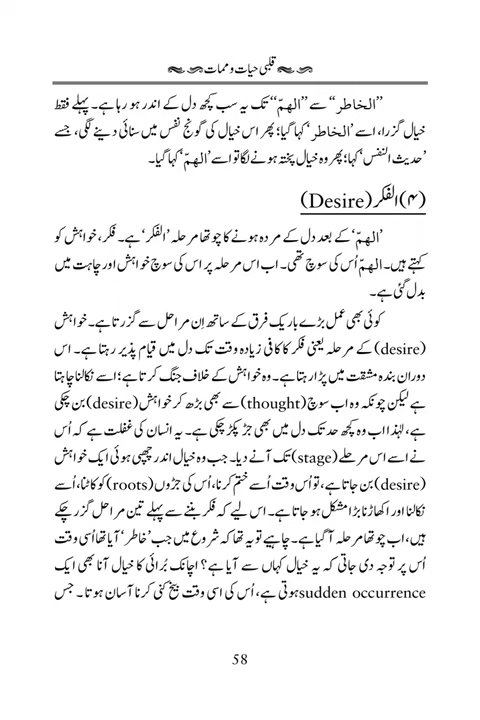 قلبی حیات و ممات
’’الخاطر‘‘ سے ’’الھمّ‘‘ تک یہ سب کچھ دل کے اندر ہو رہا ہے۔ پہلے فقط
خیال گزرا، اسے ’الخاطر‘ کہا گیا؛ پھر اس خیال کی گونج نفس میں سنائی دینے لگی، جسے
’حدیث النفس‘ کہا؛ پھر وہ خیال پختہ ہونے لگا تو اسے ’الھمّ‘ کہا گیا۔
(۴) الفکر (Desire)
’الھمّ‘ کے بعد دل کے مردہ ہونے کا چوتھا مرحلہ ’الفکر‘ ہے۔ فکر، خواہش کو
کہتے ہیں۔ الھمّ اُس کی سوچ تھی۔ اب اس مرحلہ پر اس کی سوچ خواہش اور چاہت میں
بدل گئی ہے۔
کوئی بھی عمل بڑے باریک فرق کے ساتھ اِن مراحل سے گزرتا ہے۔ خواہش
(desire) کے مرحلہ یعنی فکر کا کافی زیادہ وقت تک دل میں قیام پذیر رہتا ہے۔ اس
دوران بندہ مشقت میں پڑا رہتا ہے۔ وہ خواہش کے خلاف جنگ کرتا ہے؛ اسے نکالنا چاہتا
ہے لیکن چونکہ وہ اب سوچ (thought) سے بھی بڑھ کر خواہش (desire) بن چکی
ہے، لہٰذا اب وہ کچھ حد تک دل میں بھی جڑ پکڑ چکی ہے۔ یہ انسان کی غفلت ہے کہ اُس
نے اسے اس مرحلے (stage) تک آنے دیا۔ جب وہ خیال اندر چھپی ہوئی ایک خواہش
(desire) بن جاتا ہے، تو اُس وقت اُسے ختم کرنا، اُس کی جڑوں (roots) کو کاٹنا، اُسے
نکالنا اور اکھاڑنا بڑا مشکل ہو جاتا ہے۔ اس لیے کہ فکر بننے سے پہلے تین مراحل گزر چکے
ہیں، اب چوتھا مرحلہ آ گیا ہے۔ چاہیے تو یہ تھا کہ شروع میں جب ’خاطر‘ آیا تھا اُسی وقت
اُس پر توجہ دی جاتی کہ یہ خیال کہاں سے آیا ہے؟ اچانک بُرائی کا خیال آنا بھی ایک
sudden occurrence ہوتی ہے، اُس کی اسی وقت بیخ کنی کرنا آسان ہوتا۔ جس
58